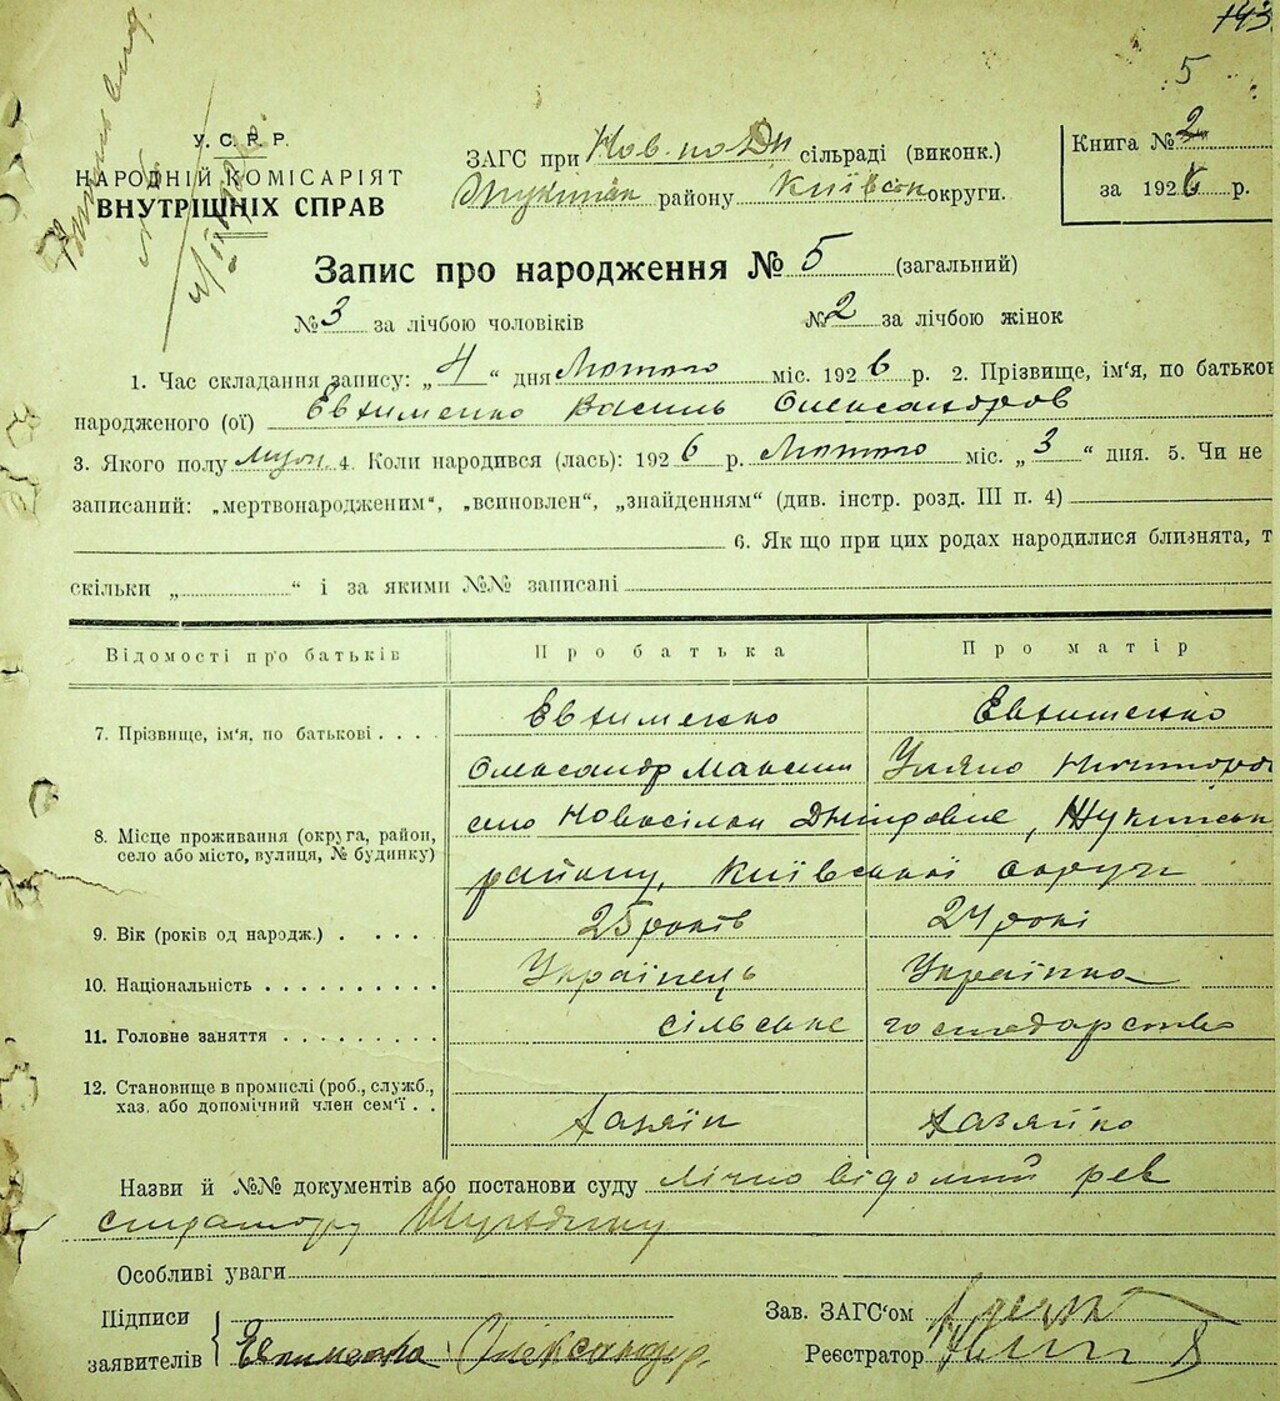 143
5
У. С. Р. Р.
НАРОДНІЙ КОМІСАРІЯТ
ВНУТРІШНІХ СПРАВ
ЗАГС при Нов. по Дн сільраді (виконк.)
району Київськ округи.
Книга № 2
за 1926 р.
Запис про народження № 5 (загальний)
№ 3 за лічбою чоловіків № 2 за лічбою жінок
1. Час складання запису: „4“ дня Лютого міс. 1926 р. 2. Прізвище, ім'я, по батьков
народженого (ої) Евхименко Василь Олександров
3. Якого полу муж. 4. Коли народився (лась): 1926 р. Лютого міс. „3“ дня. 5. Чи не
записаний: „мертвонародженим“, „всиновлен“, „знайденням“ (див. інстр. розд. III п. 4)
6. Як що при цих родах народилися близнята, т
скільки „ “ і за якими №№ записані
Відомості про батьків Про батька Про матір
7. Прізвище, ім'я, по батькові Евхименко Евхименко
Олександр Максим Уляна
8. Місце проживання (округа, район, село або місто, вулиця, № будинку) село Новосілки Дніпровые, Жукинськ
району, Київської округи
9. Вік (років од народж.) 25 років 24 роки
10. Національність Українець Українка
11. Головне заняття сільське господарство
12. Становище в промислі (роб., служб.,
хаз. або допомічний член сем'ї Хазяїн Хазяйка
Назви й №№ документів або постанови суду лічно відомий рев
стратору
Особливі уваги
Підписи
заявителів Евхименко Олександр
Зав. ЗАГС'ом
Реєстратор